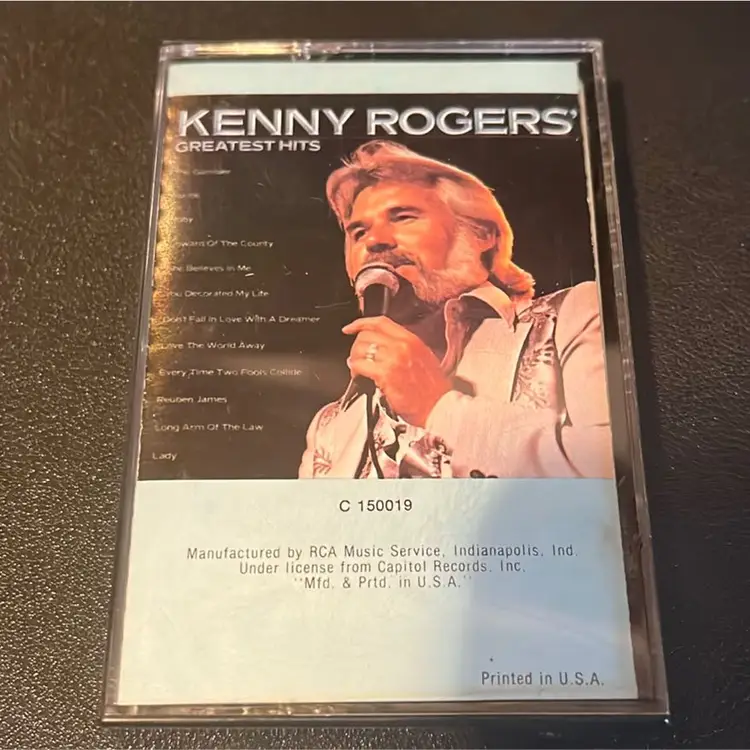 KENNY ROGERS'
GREATEST HITS
The Gambler
Of The County
She Believes in Me
You Decorated My Life
Don't Fall In Love With A Dreamer
Love The World Away
Every Time Two Fools Collide
Reuben James
Long Arm Of The Law
Lady
C 150019
Manufactured by RCA Music Service, Indianapolis, Ind.
Under license from Capitol Records, Inc.
"Mfd. & Prtd. in U.S.A."
Printed in U.S.A.